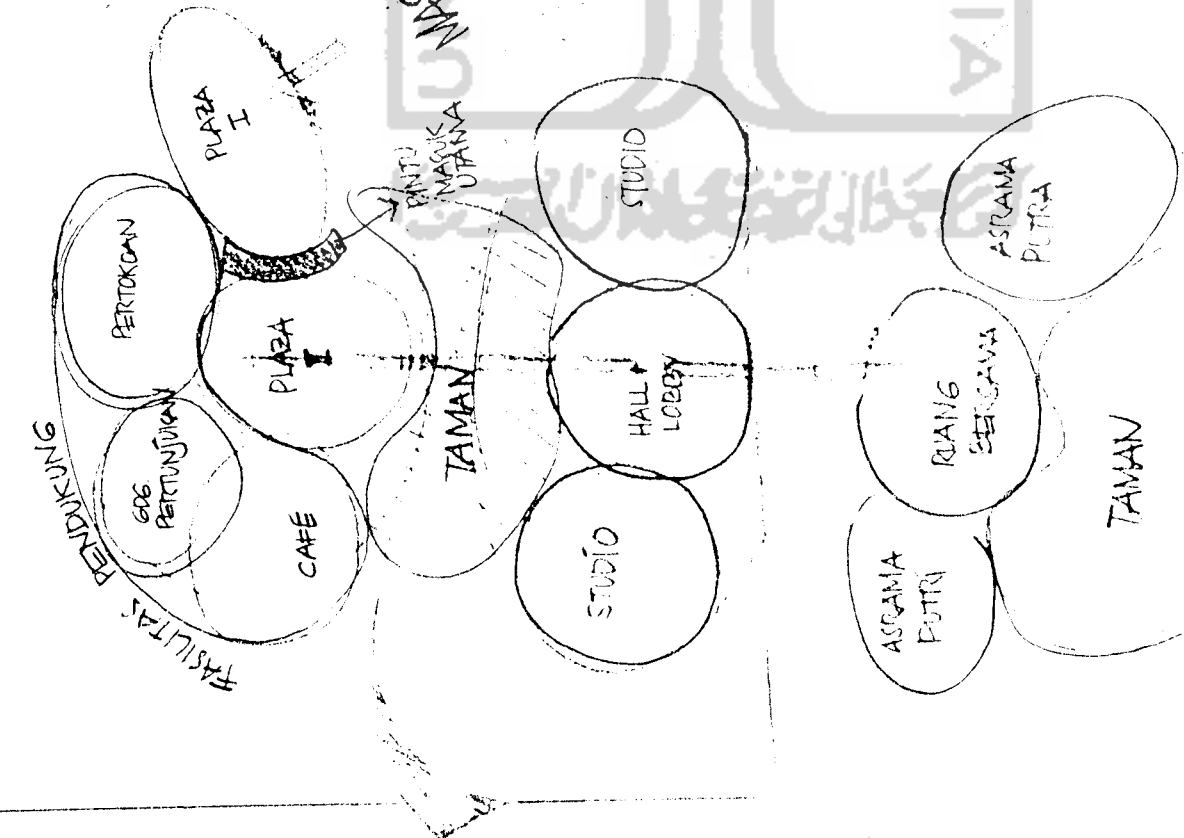 PLAZA
I
PERTOKOAN
FASILITAS PENDUKUNG
GDG
PERTUNJUKAN
PLAZA
II
CAFE
PINTU
MASUK
UTAMA
TAMAN
STUDIO
HALL
LOBBY
STUDIO
ASRAMA
PUTRA
RUANG
BERSAMA
ASRAMA
PUTRI
TAMAN